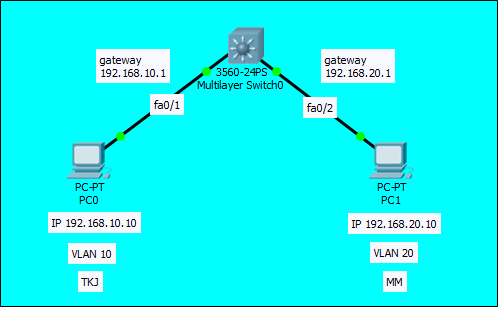 gateway
192.168.10.1
3560-24PS
Multilayer Switch0
gateway
192.168.20.1
fa0/1
fa0/2
PC-PT
PC0
PC-PT
PC1
IP 192.168.10.10
IP 192.168.20.10
VLAN 10
VLAN 20
TKJ
MM